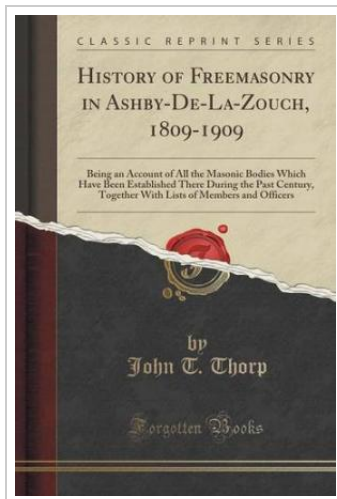 CLASSIC REPRINT SERIES
HISTORY OF FREEMASONRY
IN ASHBY-DE-LA-ZOUCH,
1809-1909
Being an Account of All the Masonic Bodies Which
Have Been Established There During the Past Century,
Together With Lists of Members and Officers
by
John T. Thorp
Forgotten Books